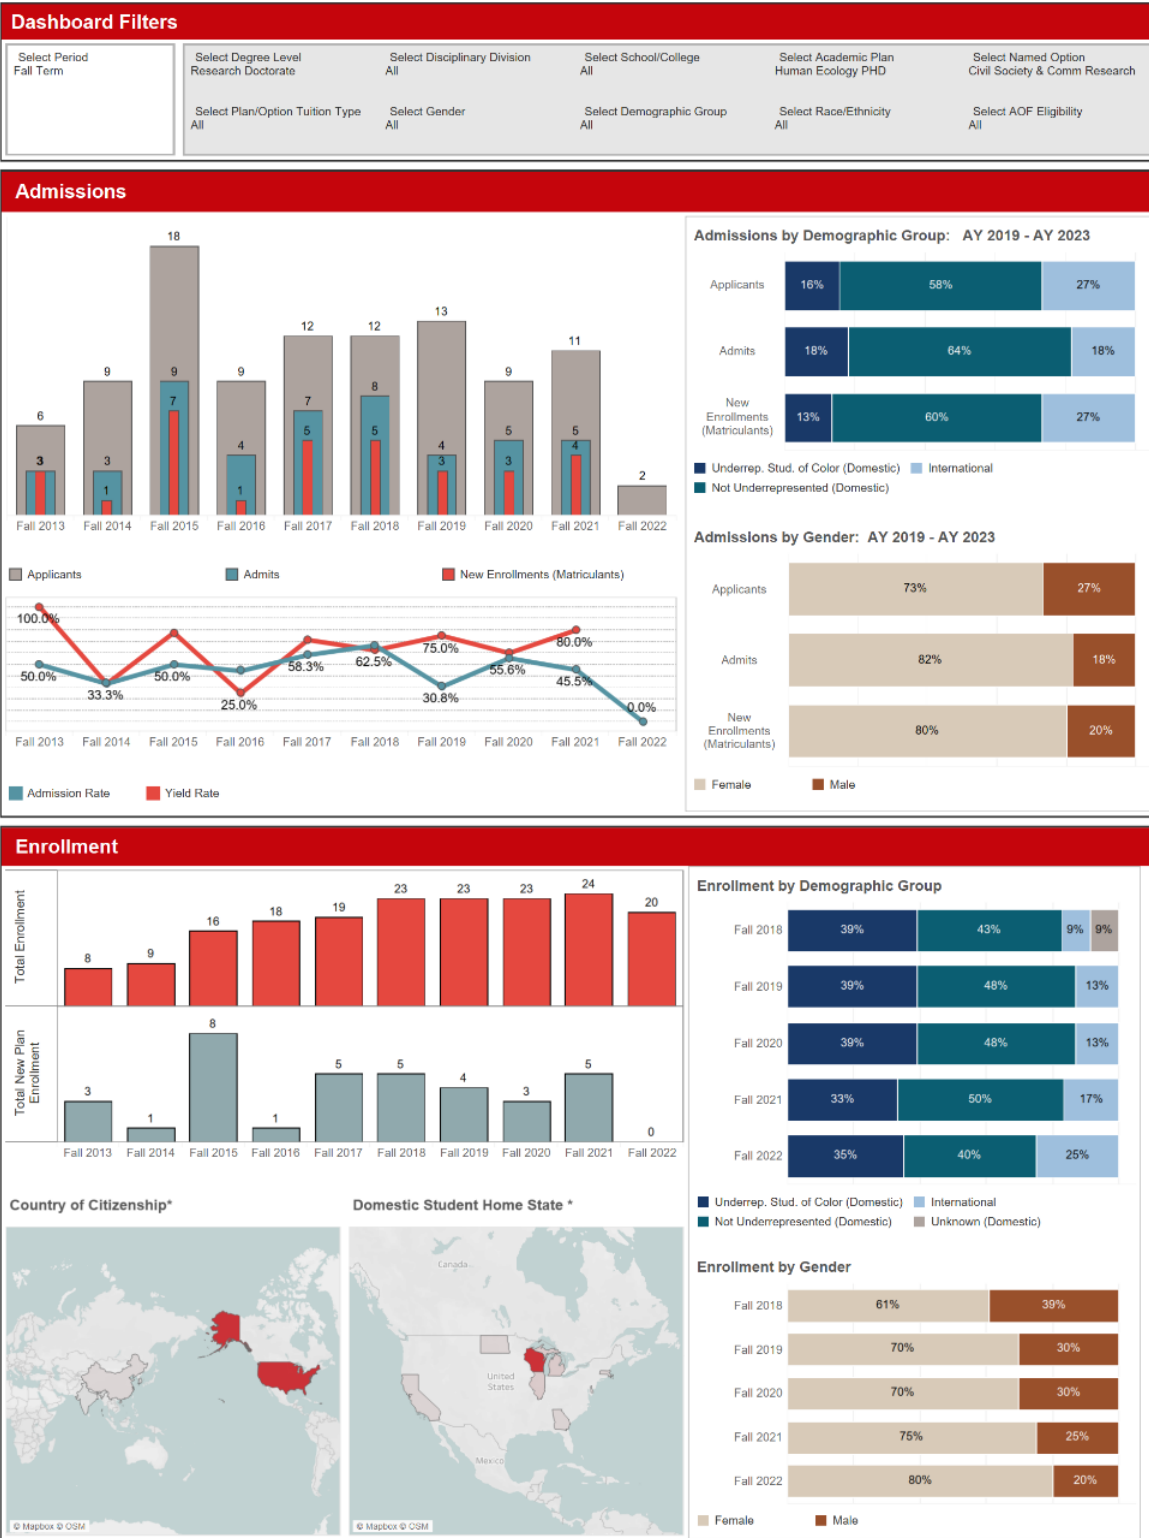 Dashboard Filters
Select Period
Fall Term
Select Degree Level
Research Doctorate
Select Disciplinary Division
All
Select School/College
All
Select Academic Plan
Human Ecology PHD
Select Named Option
Civil Society & Comm Research
Select Plan/Option Tuition Type
All
Select Gender
All
Select Demographic Group
All
Select Race/Ethnicity
All
Select AOF Eligibility
All
Admissions
18
13
12 12
11
9 9 9 9 9
8
7 7
6
5 5 5 5
4 4 4
3 3 3 3
2
1 1
Fall 2013 Fall 2014 Fall 2015 Fall 2016 Fall 2017 Fall 2018 Fall 2019 Fall 2020 Fall 2021 Fall 2022
Applicants Admits New Enrollments (Matriculants)
100.0%
50.0% 33.3% 50.0% 25.0% 58.3% 62.5% 75.0% 30.8% 55.6% 80.0% 45.5% 0.0%
Fall 2013 Fall 2014 Fall 2015 Fall 2016 Fall 2017 Fall 2018 Fall 2019 Fall 2020 Fall 2021 Fall 2022
Admission Rate Yield Rate
Admissions by Demographic Group: AY 2019 - AY 2023
Applicants 16% 58% 27%
Admits 18% 64% 18%
New
Enrollments
(Matriculants)
13% 60% 27%
Underrep. Stud. of Color (Domestic) International
Not Underrepresented (Domestic)
Admissions by Gender: AY 2019 - AY 2023
Applicants 73% 27%
Admits 82% 18%
New
Enrollments
(Matriculants)
80% 20%
Female Male
Enrollment
Total Enrollment
8 9 16 18 19 23 23 23 24 20
Total New Plan
Enrollment
3 1 8 1 5 5 4 3 5 0
Fall 2013 Fall 2014 Fall 2015 Fall 2016 Fall 2017 Fall 2018 Fall 2019 Fall 2020 Fall 2021 Fall 2022
Country of Citizenship*
© Mapbox © OSM
Domestic Student Home State *
Canada
United
States
Mexico
© Mapbox © OSM
Enrollment by Demographic Group
Fall 2018 39% 43% 9% 9%
Fall 2019 39% 48% 13%
Fall 2020 39% 48% 13%
Fall 2021 33% 50% 17%
Fall 2022 35% 40% 25%
Underrep. Stud. of Color (Domestic) International
Not Underrepresented (Domestic) Unknown (Domestic)
Enrollment by Gender
Fall 2018 61% 39%
Fall 2019 70% 30%
Fall 2020 70% 30%
Fall 2021 75% 25%
Fall 2022 80% 20%
Female Male